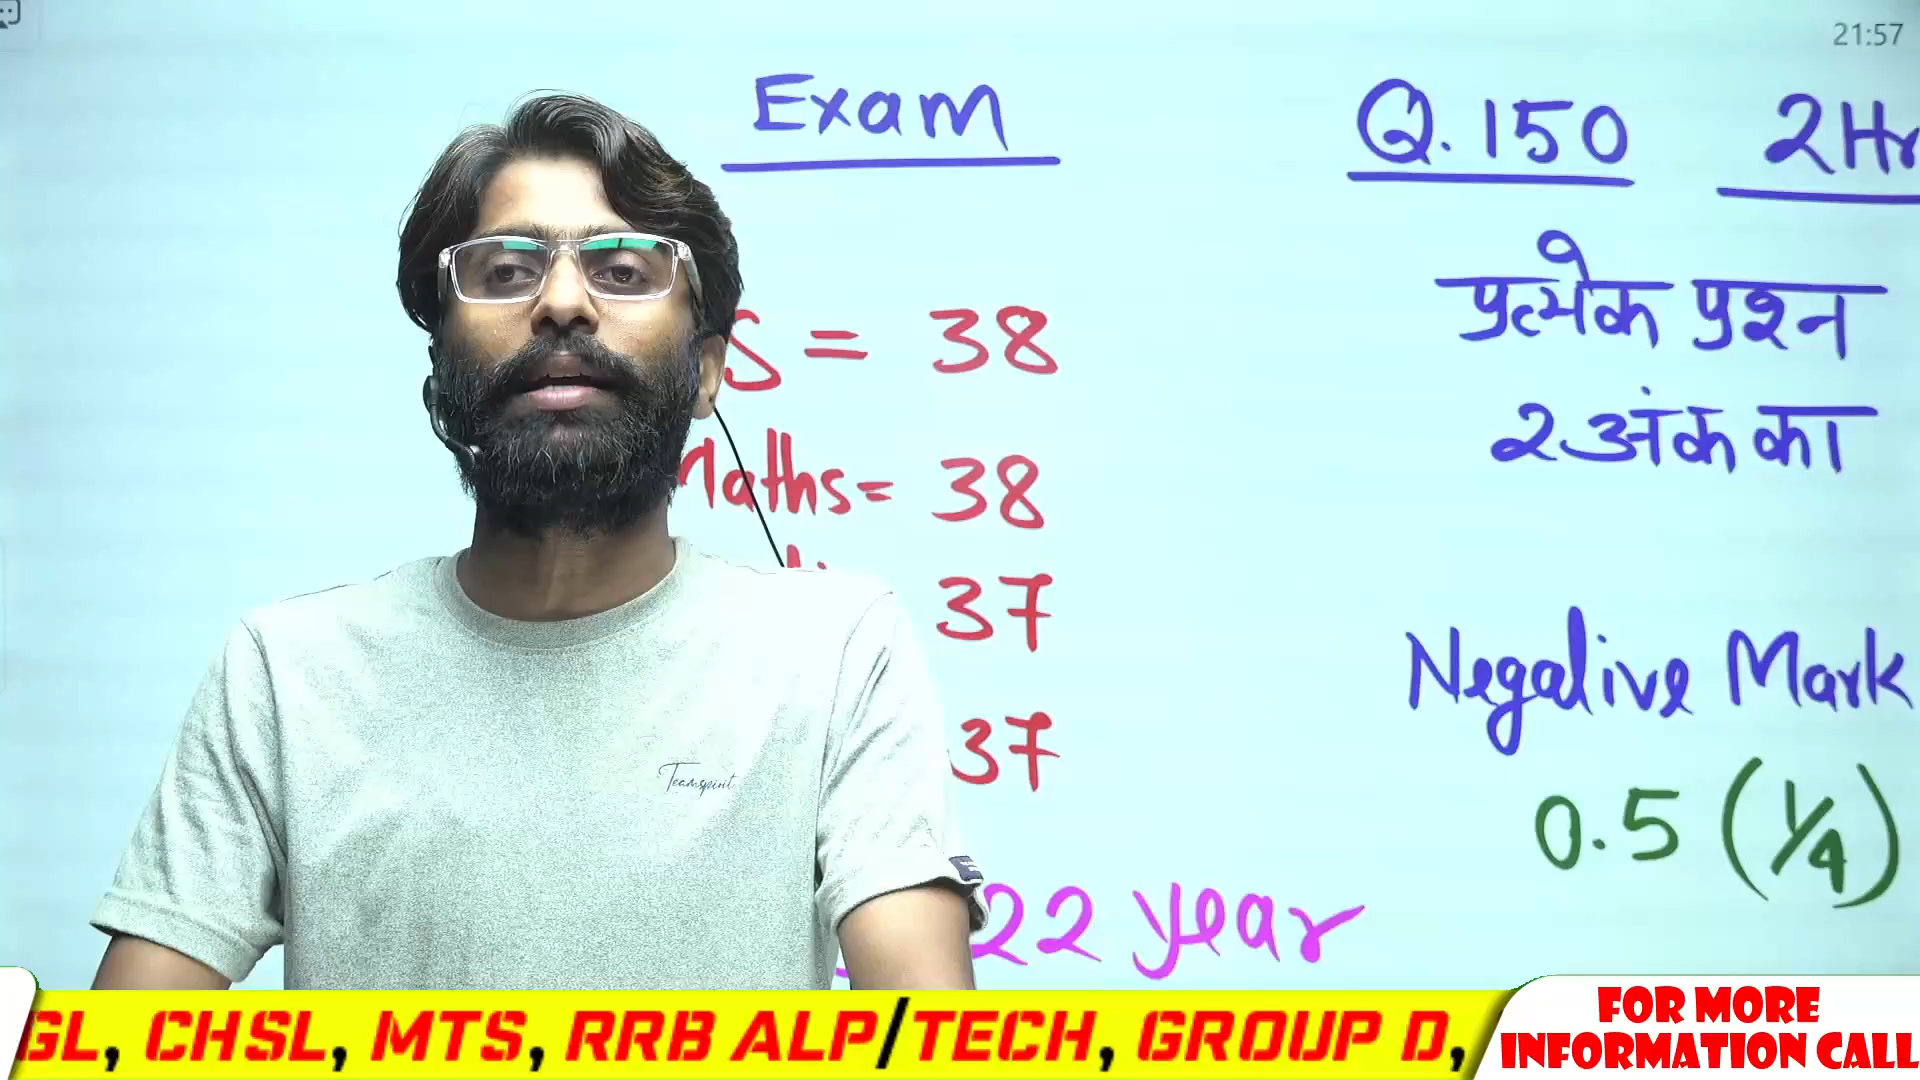 21:57
Exam
Q. 150 2Hr
प्रत्येक प्रश्न
2 अंक का
S = 38
Maths = 38
37
37
Negative Mark
0.5 (1/4)
22 year
Teamspirit
GL, CHSL, MTS, RRB ALP/TECH, GROUP D,
FOR MORE
INFORMATION CALL